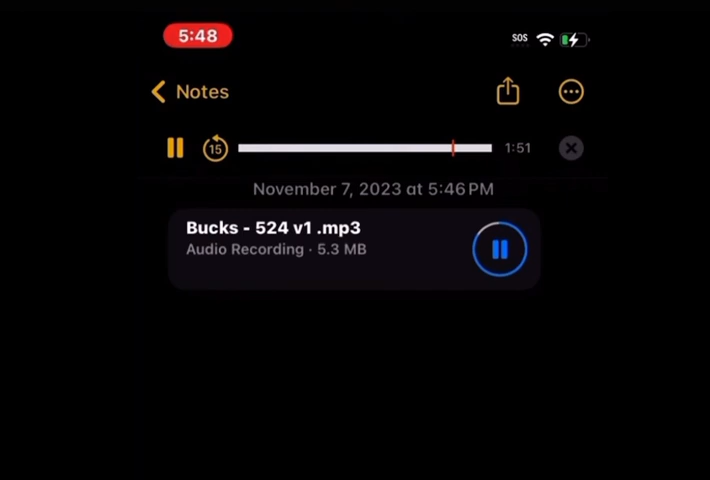 5:48
SOS
Notes
15
1:51
November 7, 2023 at 5:46 PM
Bucks - 524 v1 .mp3
Audio Recording · 5.3 MB